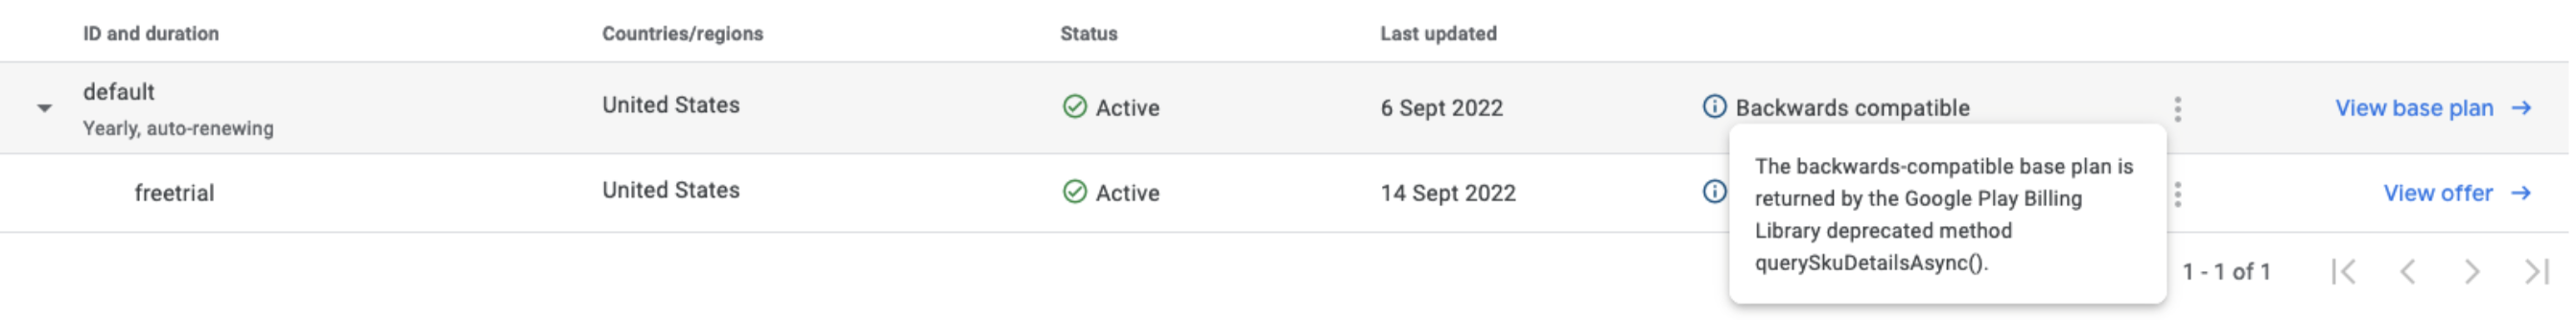 ID and duration Countries/regions Status Last updated
default
Yearly, auto-renewing
United States Active 6 Sept 2022 Backwards compatible View base plan
freetrial United States Active 14 Sept 2022 View offer
The backwards-compatible base plan is
returned by the Google Play Billing
Library deprecated method
querySkuDetailsAsync().
1 - 1 of 1